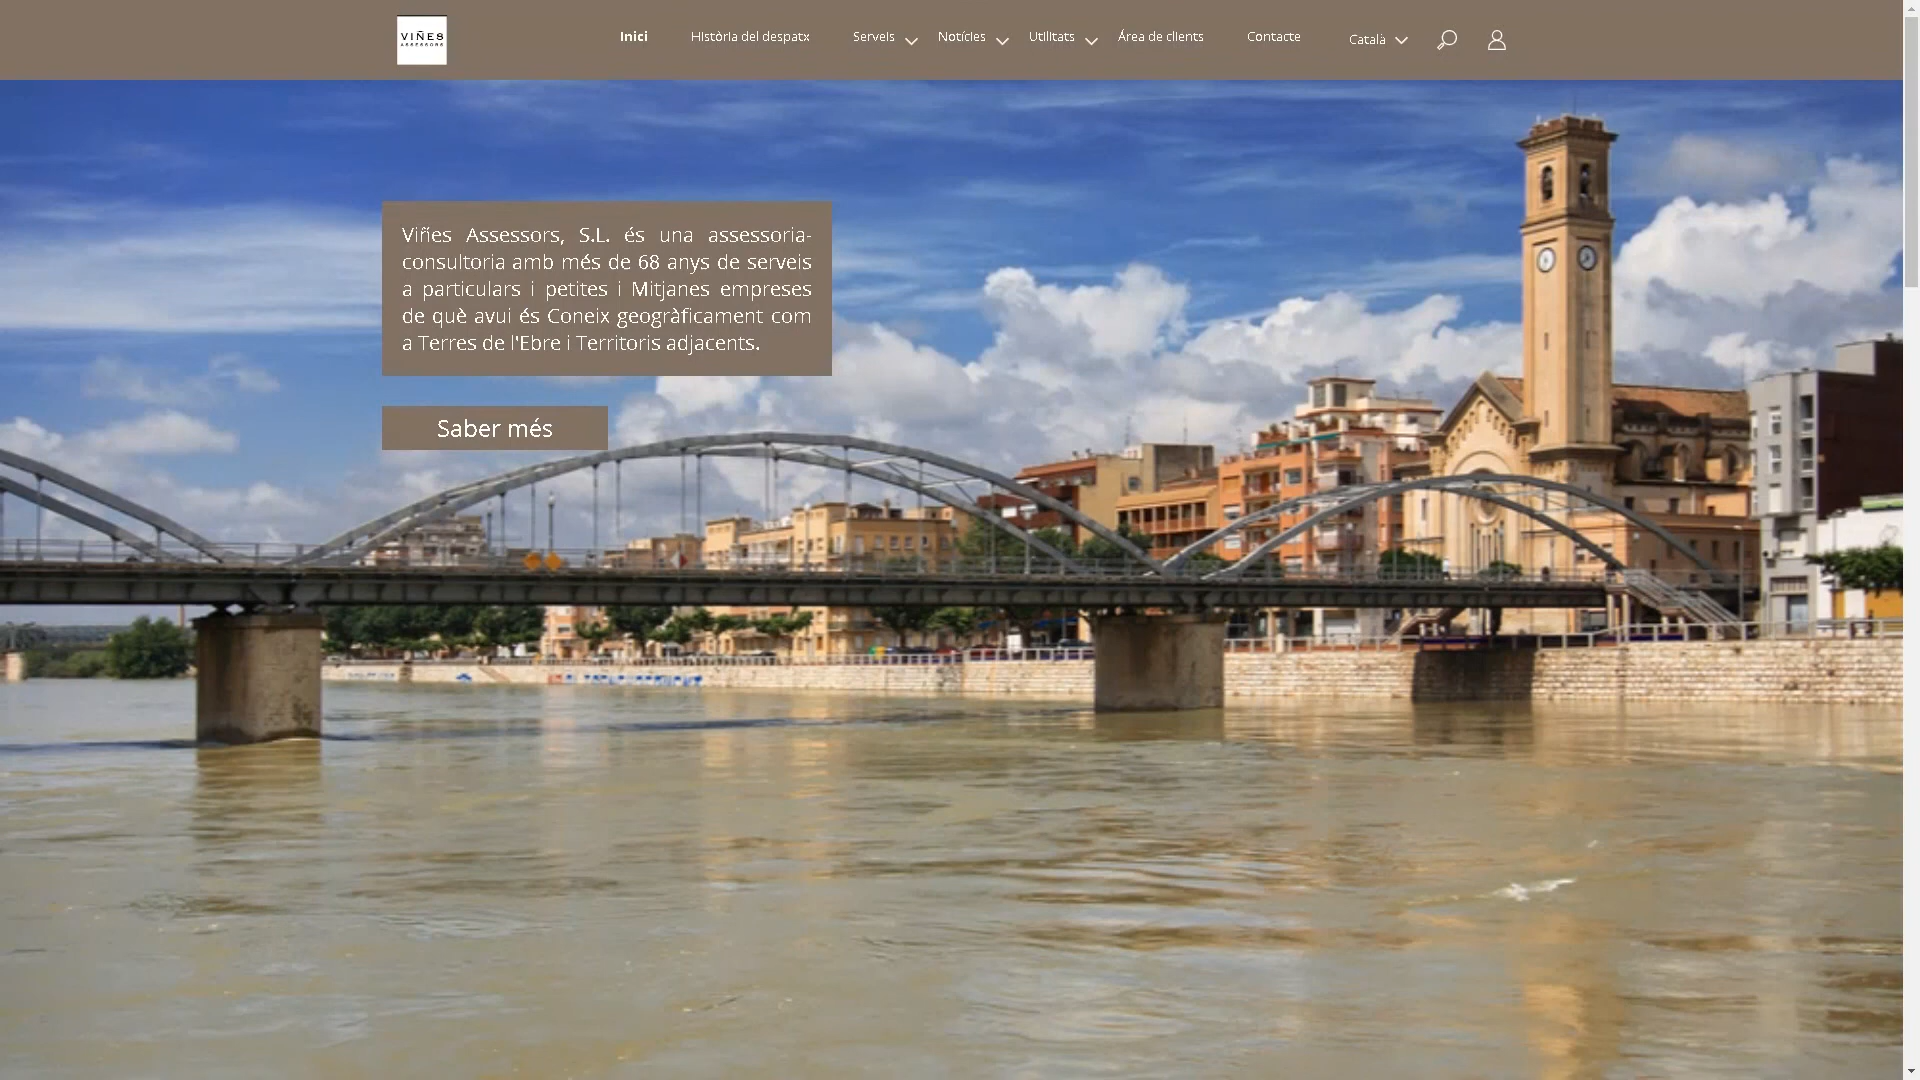 VIÑES
ASSESSORS
Inici
Història del despatx
Serveis
Notícies
Utilitats
Área de clients
Contacte
Català
Viñes Assessors, S.L. és una assessoria-
consultoria amb més de 68 anys de serveis
a particulars i petites i Mitjanes empreses
de què avui és Coneix geogràficament com
a Terres de l'Ebre i Territoris adjacents.
Saber més